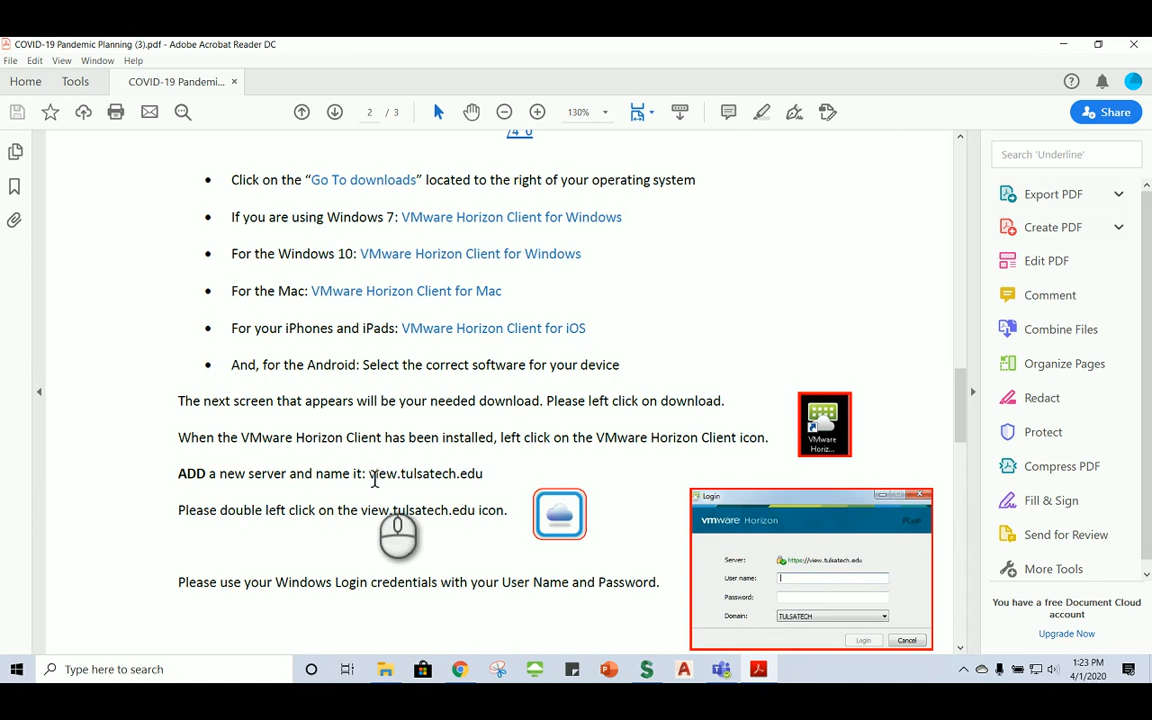 COVID-19 Pandemic Planning (3).pdf - Adobe Acrobat Reader DC
File Edit View Window Help
Home Tools COVID-19 Pandemi... ×
2 / 3 130% Share
Click on the “Go To downloads” located to the right of your operating system
If you are using Windows 7: VMware Horizon Client for Windows
For the Windows 10: VMware Horizon Client for Windows
For the Mac: VMware Horizon Client for Mac
For your iPhones and iPads: VMware Horizon Client for iOS
And, for the Android: Select the correct software for your device
The next screen that appears will be your needed download. Please left click on download.
When the VMware Horizon Client has been installed, left click on the VMware Horizon Client icon.
VMware
Horiz...
ADD a new server and name it: view.tulsatech.edu
Please double left click on the view.tulsatech.edu icon.
Please use your Windows Login credentials with your User Name and Password.
Login
vmware Horizon
PCoIP
Server: https://view.tulsatech.edu
User name:
Password:
Domain: TULSATECH
Login Cancel
Search 'Underline'
Export PDF
Create PDF
Edit PDF
Comment
Combine Files
Organize Pages
Redact
Protect
Compress PDF
Fill & Sign
Send for Review
More Tools
You have a free Document Cloud
account
Upgrade Now
Type here to search
1:23 PM
4/1/2020